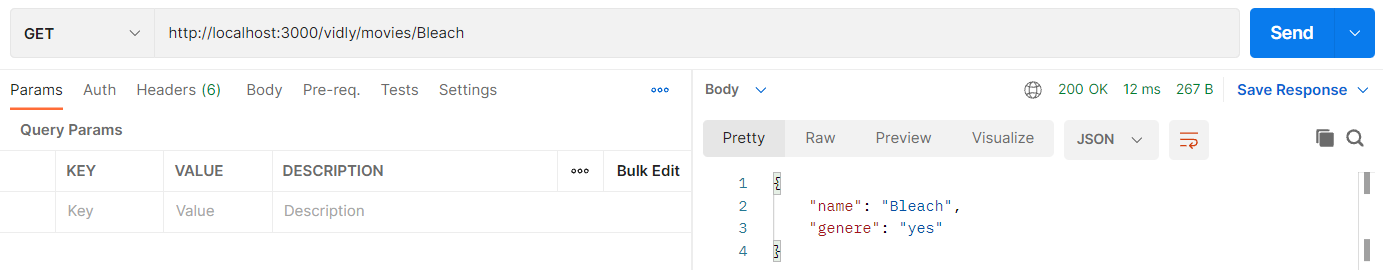 GET http://localhost:3000/vidly/movies/Bleach Send
Params Auth Headers (6) Body Pre-req. Tests Settings
Query Params
KEY VALUE DESCRIPTION Bulk Edit
Key Value Description
Body 200 OK 12 ms 267 B Save Response
Pretty Raw Preview Visualize JSON
1 {
2 "name": "Bleach",
3 "genere": "yes"
4 }